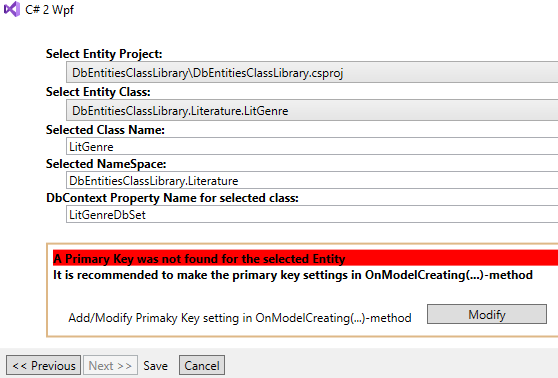 C# 2 Wpf
Select Entity Project:
DbEntitiesClassLibrary\DbEntitiesClassLibrary.csproj
Select Entity Class:
DbEntitiesClassLibrary.Literature.LitGenre
Selected Class Name:
LitGenre
Selected NameSpace:
DbEntitiesClassLibrary.Literature
DbContext Property Name for selected class:
LitGenreDbSet
A Primary Key was not found for the selected Entity
It is recommended to make the primary key settings in OnModelCreating(...)-method
Add/Modify Primaky Key setting in OnModelCreating(...)-method Modify
<< Previous Next >> Save Cancel